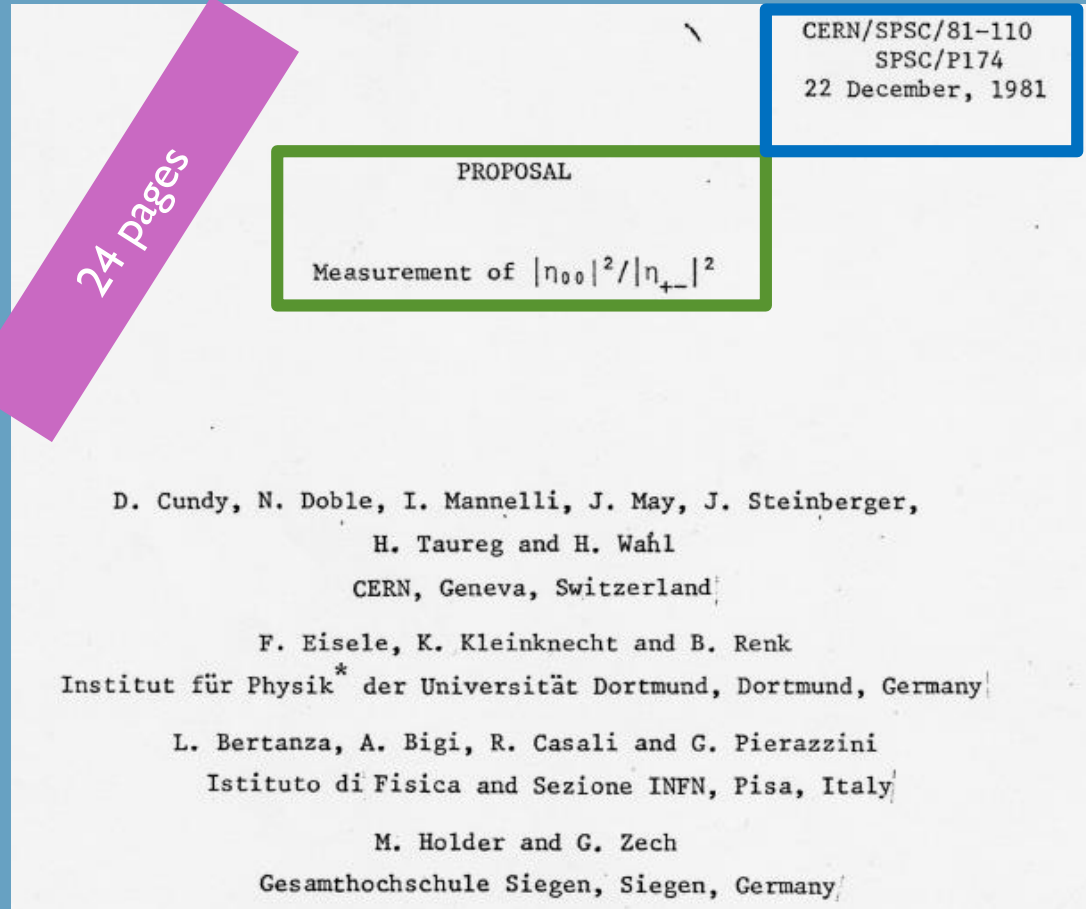 CERN/SPSC/81-110
SPSC/P174
22 December, 1981
24 pages
PROPOSAL
Measurement of |η₀₀|²/|η₊₋|²
D. Cundy, N. Doble, I. Mannelli, J. May, J. Steinberger,
H. Taureg and H. Wahl
CERN, Geneva, Switzerland
F. Eisele, K. Kleinknecht and B. Renk
Institut für Physik* der Universität Dortmund, Dortmund, Germany
L. Bertanza, A. Bigi, R. Casali and G. Pierazzini
Istituto di Fisica and Sezione INFN, Pisa, Italy
M. Holder and G. Zech
Gesamthochschule Siegen, Siegen, Germany